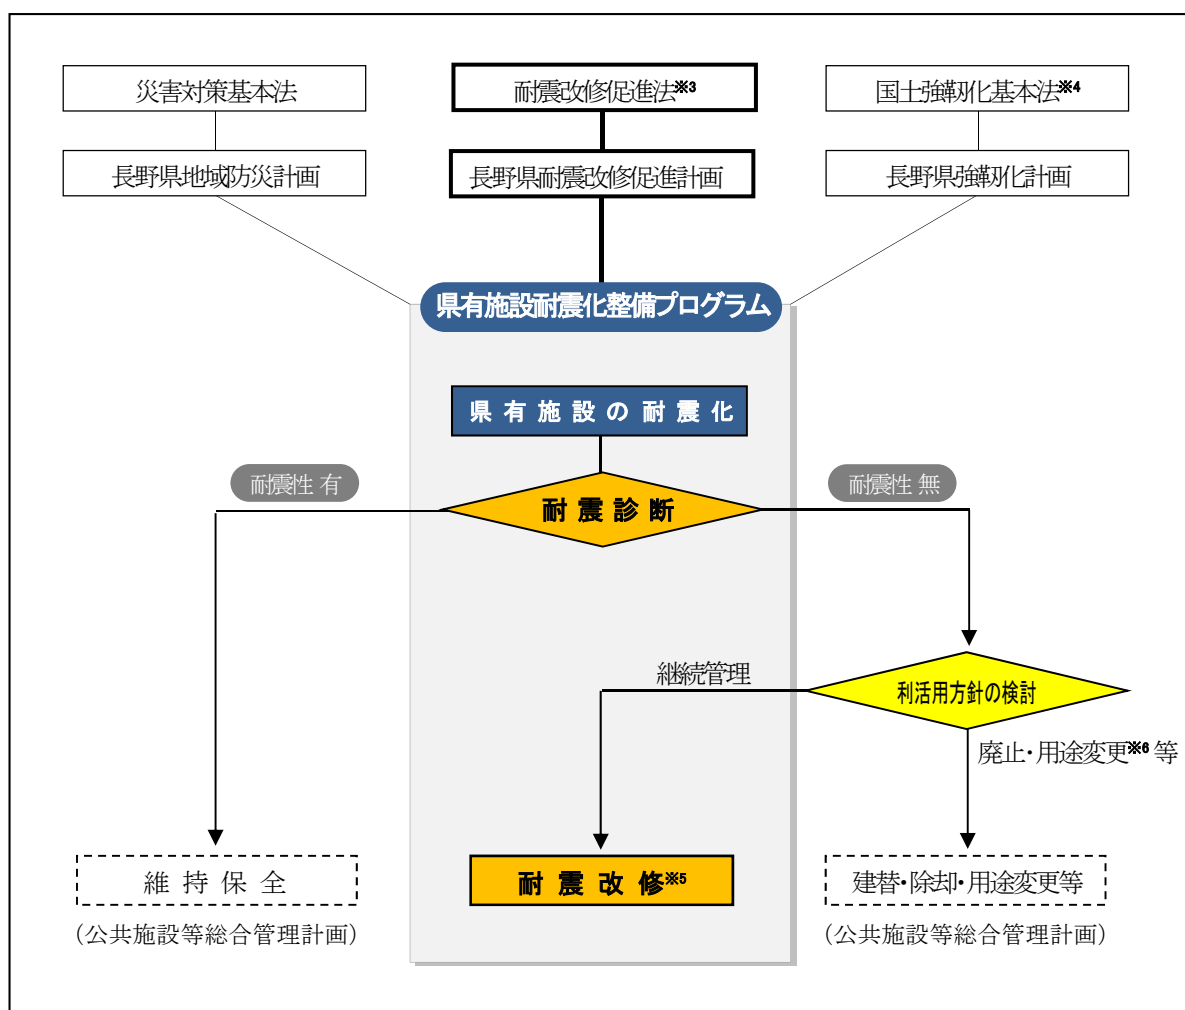 災害対策基本法
耐震改修促進法※3
国土強靱化基本法※4
長野県地域防災計画
長野県耐震改修促進計画
長野県強靱化計画
県有施設耐震化整備プログラム
県有施設の耐震化
耐震性 有
耐震診断
耐震性 無
継続管理
利活用方針の検討
廃止・用途変更※6 等
維持保全
耐震改修※5
建替・除却・用途変更等
（公共施設等総合管理計画）
（公共施設等総合管理計画）